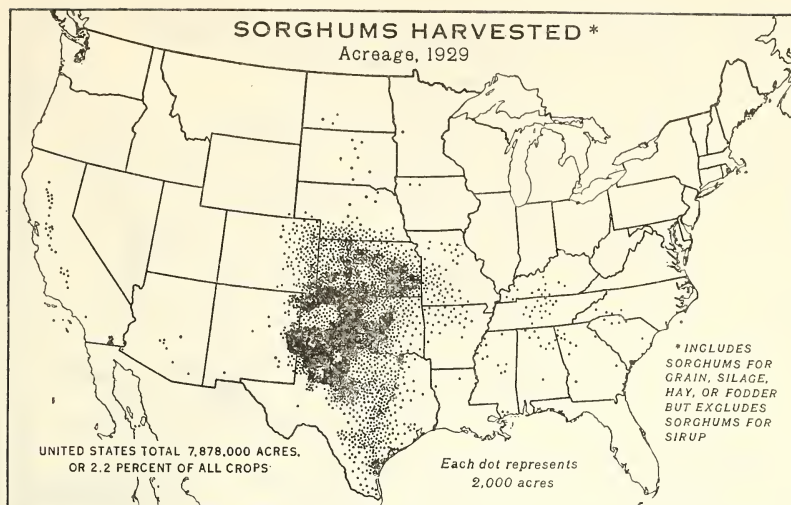 SORGHUMS HARVESTED*
Acreage, 1929
* INCLUDES
SORGHUMS FOR
GRAIN, SILAGE,
HAY, OR FODDER
BUT EXCLUDES
SORGHUMS FOR
SIRUP
UNITED STATES TOTAL 7,878,000 ACRES,
OR 2.2 PERCENT OF ALL CROPS
Each dot represents
2,000 acres